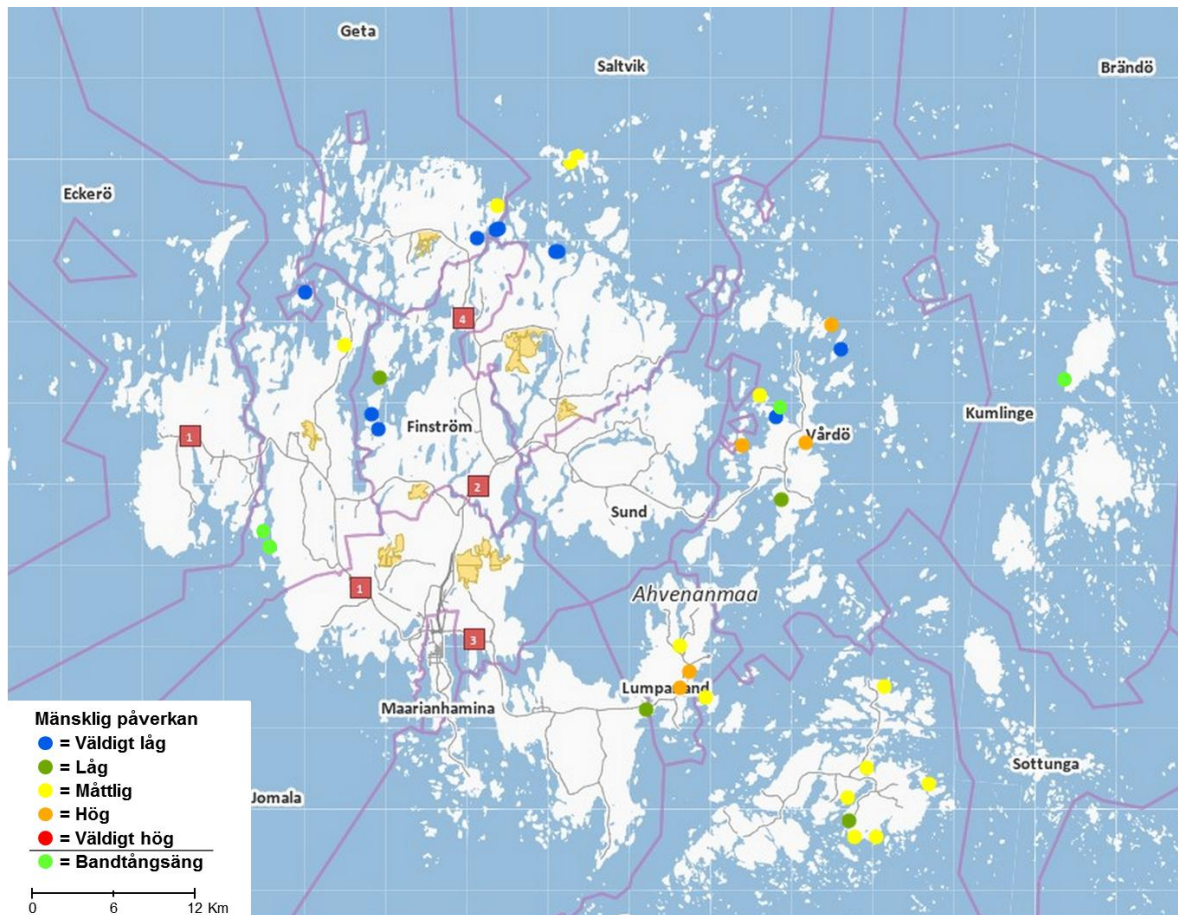 Geta
Saltvik
Brändö
Eckerö
4
1
Finström
Kumlinge
Vårdö
2
Sund
1
Ahvenanmaa
3
Maarianhamina
Sottunga
Jomala
Mänsklig påverkan
= Väldigt låg
= Låg
= Måttlig
= Hög
= Väldigt hög
= Bandtångsäng
0 6 12 Km